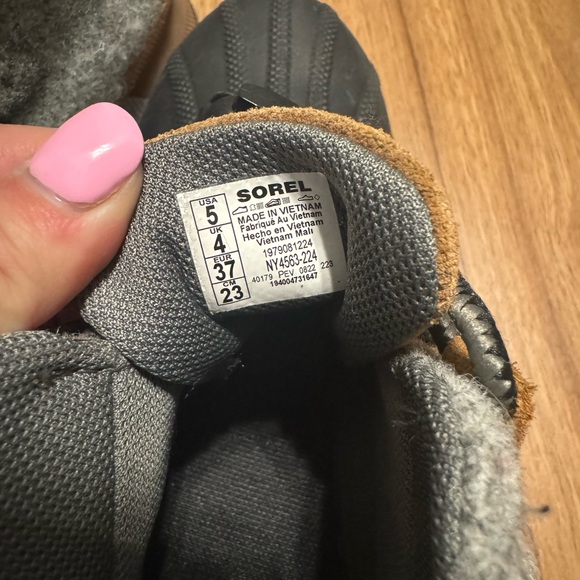 USA
5
UK
4
EUR
37
CM
23
SOREL
MADE IN VIETNAM
Fabriqué Au Vietnam
Hecho en Vietnam
Vietnam Mali
1979081224
NY4563-224
40179 PEV 0822 223
194004731647